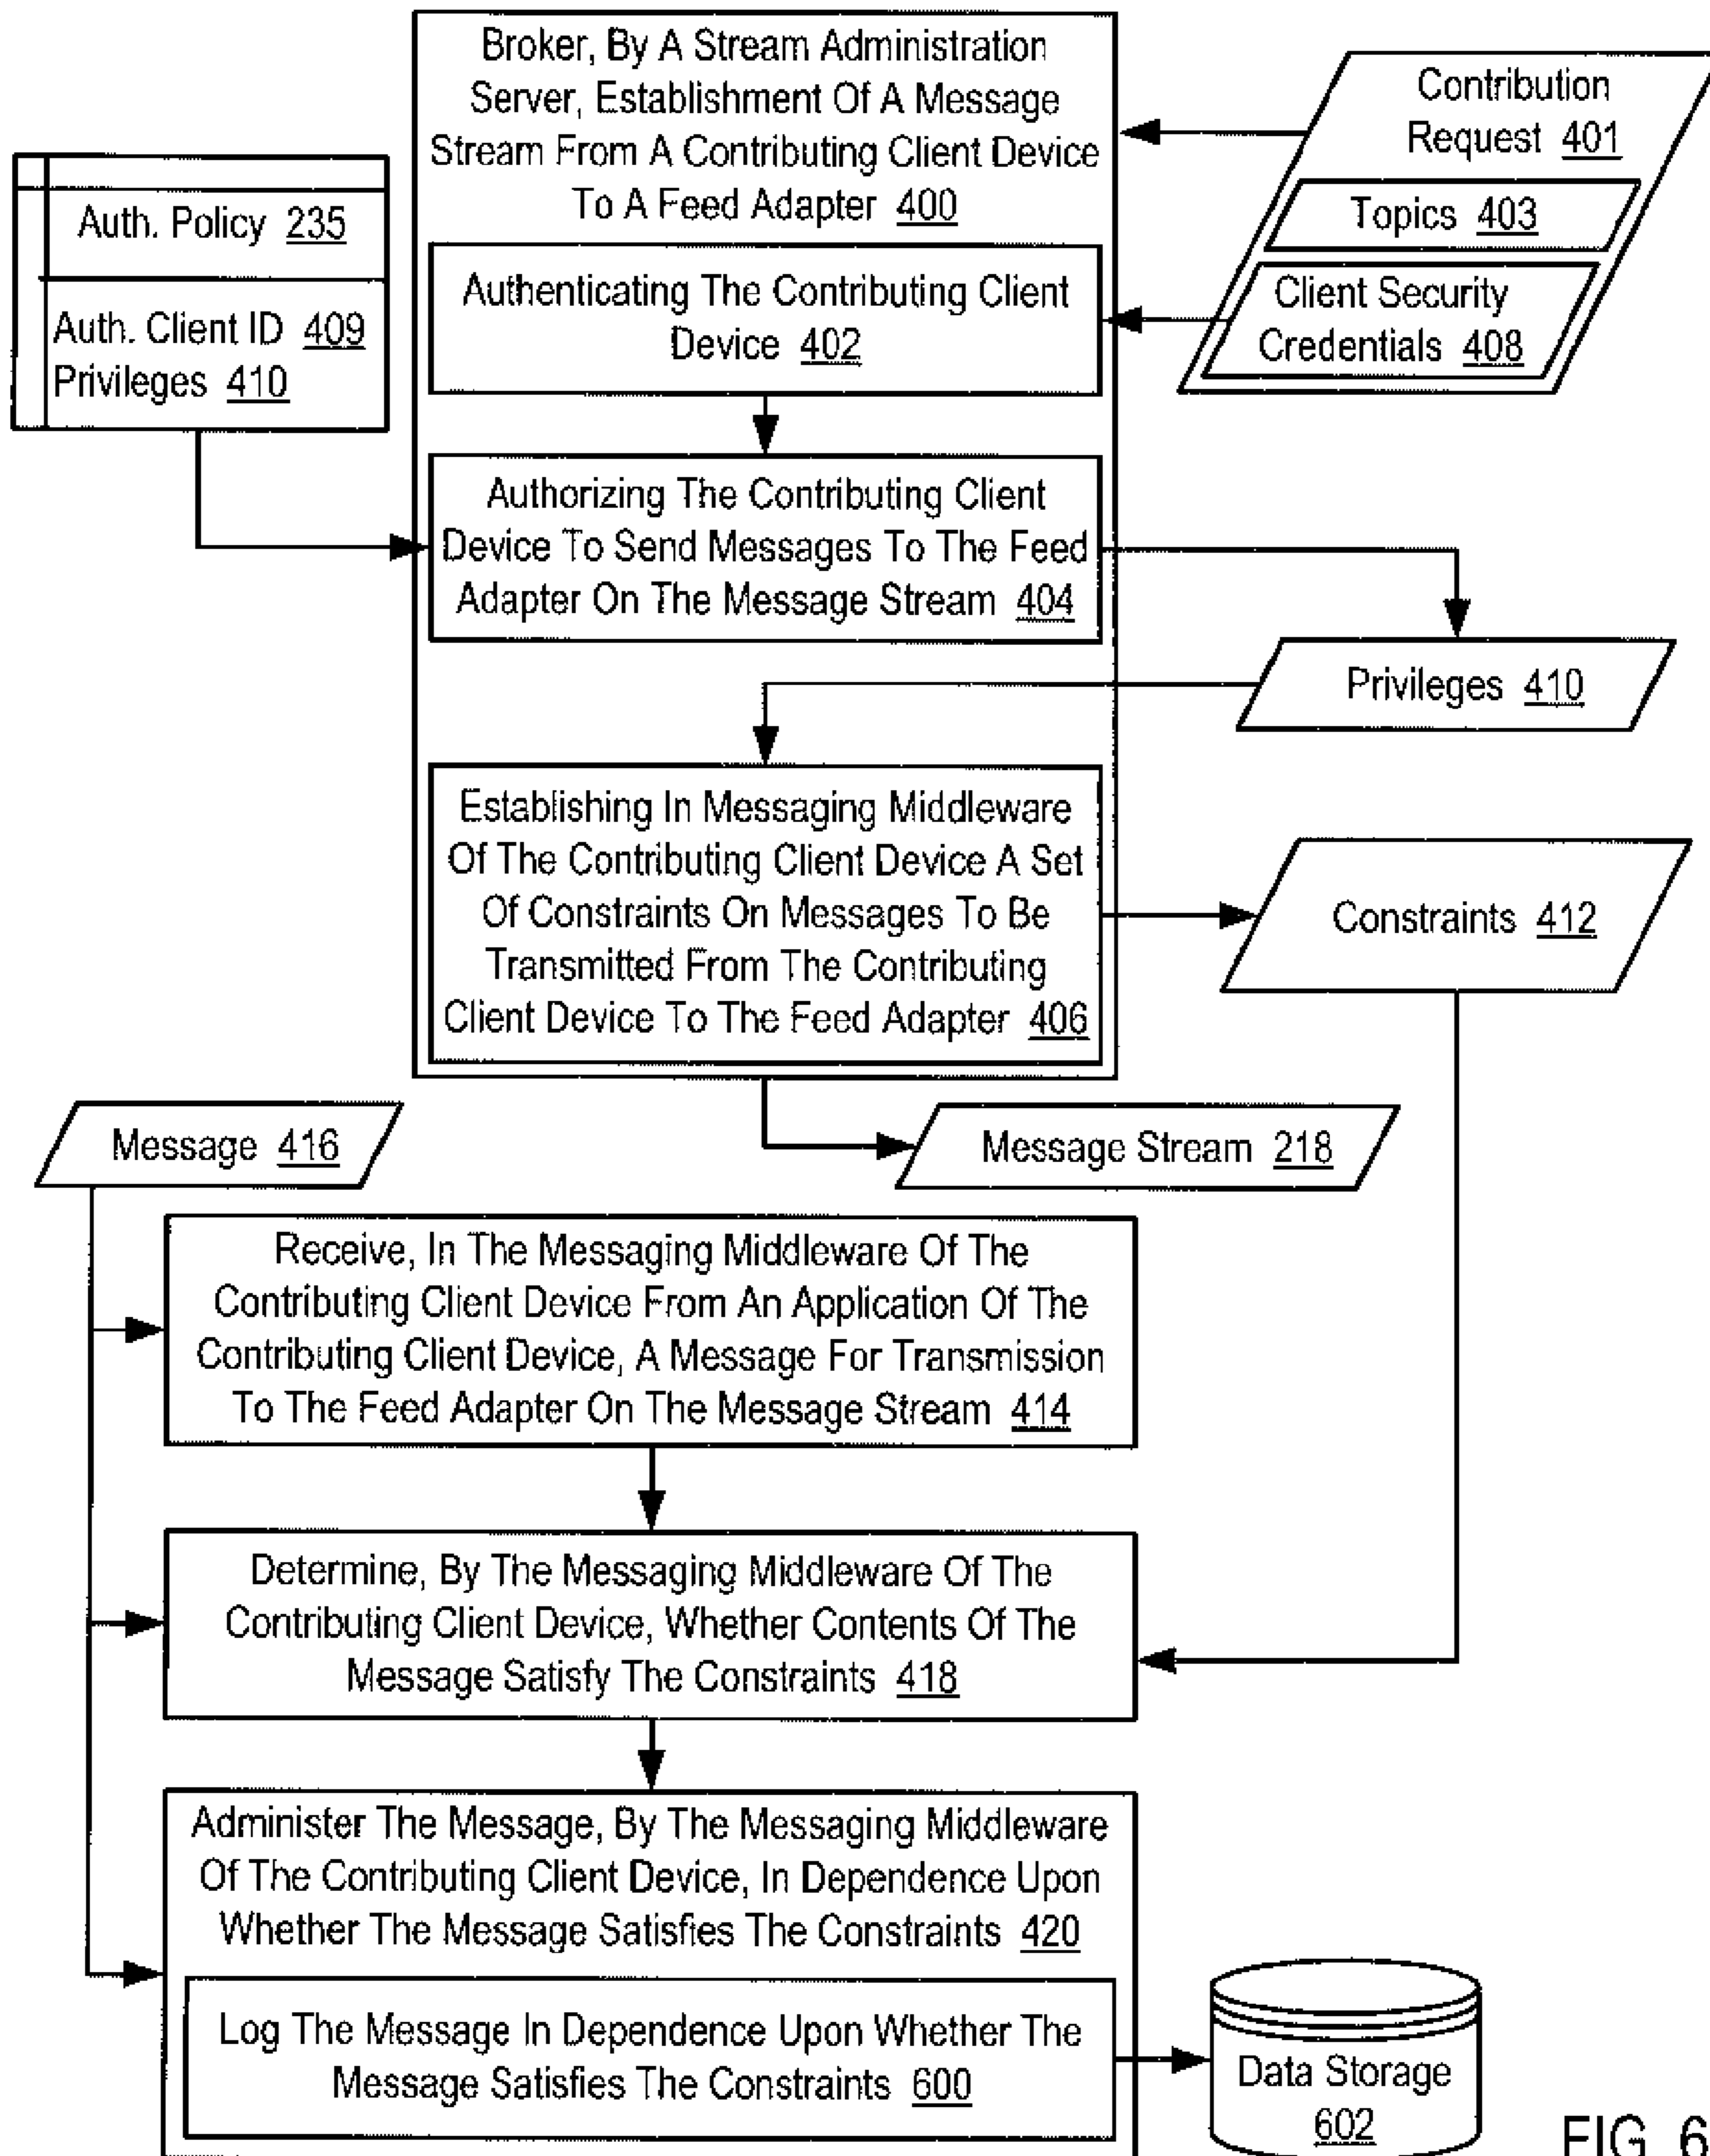 Broker, By A Stream Administration
Server, Establishment Of A Message
Stream From A Contributing Client Device
To A Feed Adapter 400
Contribution
Request 401
Topics 403
Client Security
Credentials 408
Auth. Policy 235
Auth. Client ID 409
Privileges 410
Authenticating The Contributing Client
Device 402
Authorizing The Contributing Client
Device To Send Messages To The Feed
Adapter On The Message Stream 404
Privileges 410
Establishing In Messaging Middleware
Of The Contributing Client Device A Set
Of Constraints On Messages To Be
Transmitted From The Contributing
Client Device To The Feed Adapter 406
Constraints 412
Message 416
Message Stream 218
Receive, In The Messaging Middleware Of The
Contributing Client Device From An Application Of The
Contributing Client Device, A Message For Transmission
To The Feed Adapter On The Message Stream 414
Determine, By The Messaging Middleware Of The
Contributing Client Device, Whether Contents Of The
Message Satisfy The Constraints 418
Administer The Message, By The Messaging Middleware
Of The Contributing Client Device, In Dependence Upon
Whether The Message Satisfies The Constraints 420
Log The Message In Dependence Upon Whether The
Message Satisfies The Constraints 600
Data Storage
602
FIG. 6